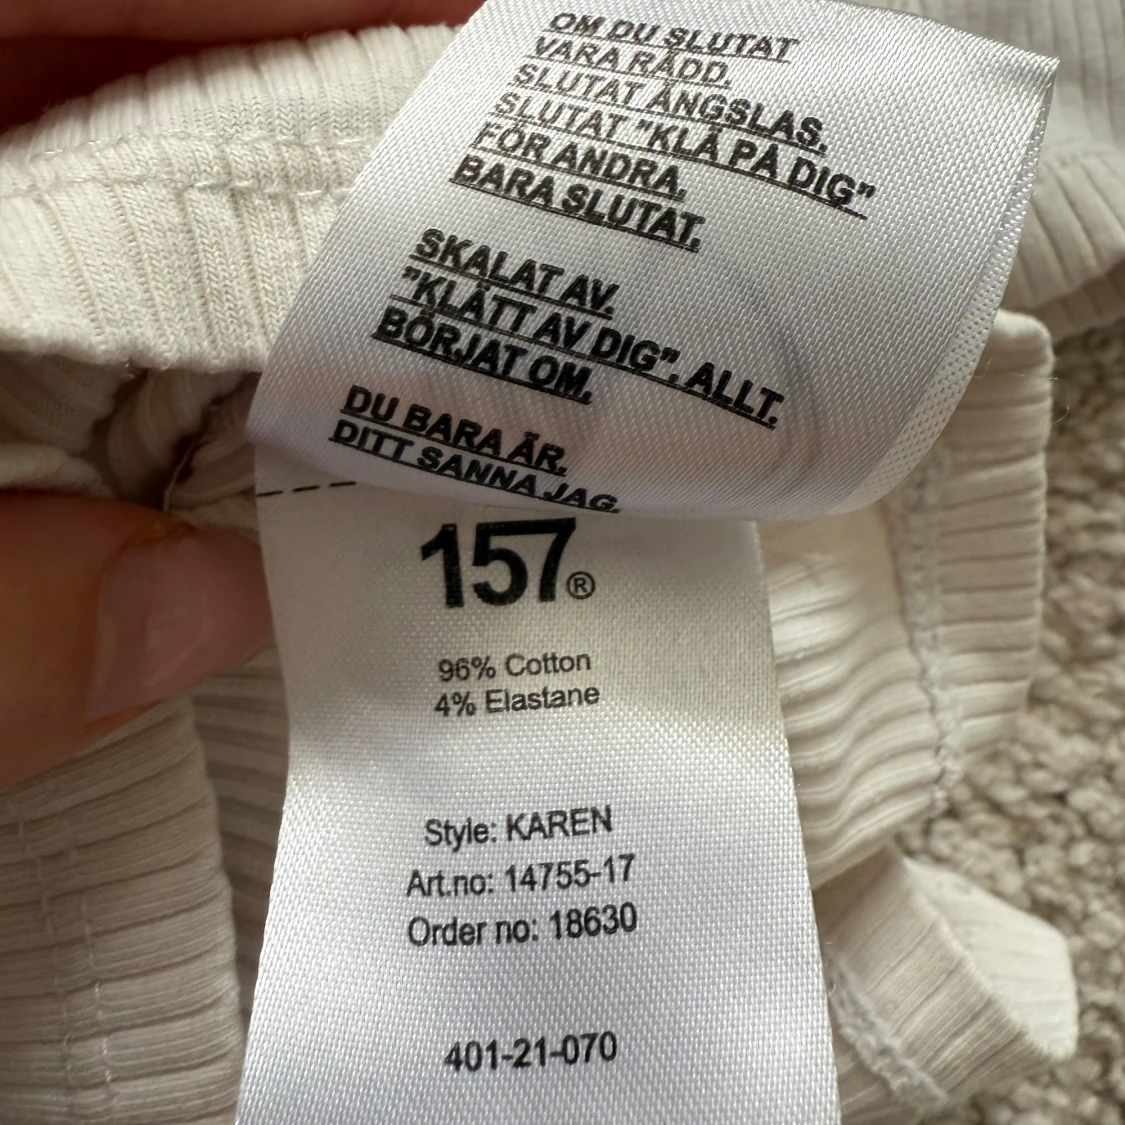 OM DU SLUTAT
VARA RÄDD.
SLUTAT ÄNGSLAS.
SLUTAT "KLÄ PÅ DIG"
FÖR ANDRA.
BARA SLUTAT.
SKALAT AV.
"KLÄTT AV DIG". ALLT.
BÖRJAT OM.
DU BARA ÄR.
DITT SANNA JAG.
157®
96% Cotton
4% Elastane
Style: KAREN
Art.no: 14755-17
Order no: 18630
401-21-070